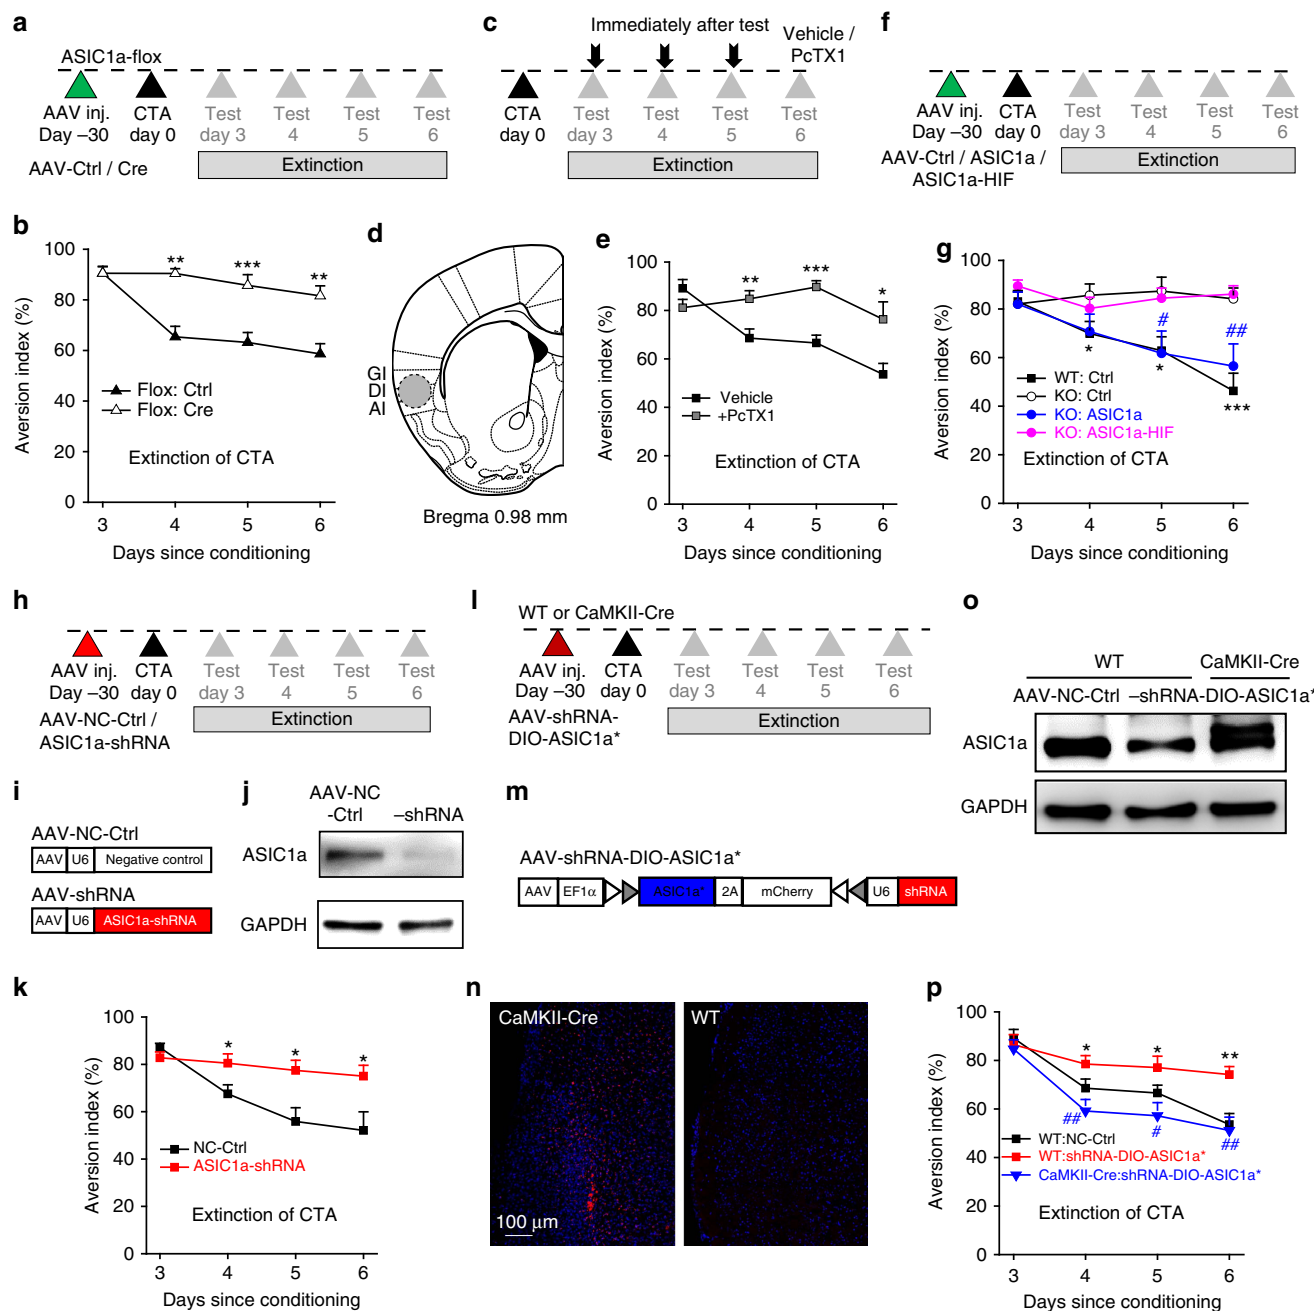 a
ASIC1a-flox
AAV inj.
Day –30
CTA
day 0
Test
day 3
Test
4
Test
5
Test
6
AAV-Ctrl / Cre
Extinction
c
Immediately after test
Vehicle /
PcTX1
CTA
day 0
Test
day 3
Test
4
Test
5
Test
6
Extinction
f
AAV inj.
Day –30
CTA
day 0
Test
day 3
Test
4
Test
5
Test
6
AAV-Ctrl / ASIC1a /
ASIC1a-HIF
Extinction
b
Aversion index (%)
100
80
60
40
20
0
** *** **
Flox: Ctrl
Flox: Cre
Extinction of CTA
3 4 5 6
Days since conditioning
d
GI
DI
AI
Bregma 0.98 mm
e
Aversion index (%)
100
80
60
40
20
0
** *** *
Vehicle
+PcTX1
Extinction of CTA
3 4 5 6
Days since conditioning
g
Aversion index (%)
100
80
60
40
20
0
# ##
* * ***
WT: Ctrl
KO: Ctrl
KO: ASIC1a
KO: ASIC1a-HIF
Extinction of CTA
3 4 5 6
Days since conditioning
h
AAV inj.
Day –30
CTA
day 0
Test
day 3
Test
4
Test
5
Test
6
AAV-NC-Ctrl /
ASIC1a-shRNA
Extinction
l
WT or CaMKII-Cre
AAV inj.
Day –30
CTA
day 0
Test
day 3
Test
4
Test
5
Test
6
AAV-shRNA-
DIO-ASIC1a*
Extinction
o
WT CaMKII-Cre
AAV-NC-Ctrl –shRNA-DIO-ASIC1a*
ASIC1a
GAPDH
i
AAV-NC-Ctrl
AAV U6 Negative control
AAV-shRNA
AAV U6 ASIC1a-shRNA
j
AAV-NC
-Ctrl –shRNA
ASIC1a
GAPDH
m
AAV-shRNA-DIO-ASIC1a*
AAV EF1α ASIC1a* 2A mCherry U6 shRNA
k
Aversion index (%)
100
80
60
40
20
0
* * *
NC-Ctrl
ASIC1a-shRNA
Extinction of CTA
3 4 5 6
Days since conditioning
n
CaMKII-Cre
100 μm
WT
p
Aversion index (%)
100
80
60
40
20
0
* * **
## # ##
WT:NC-Ctrl
WT:shRNA-DIO-ASIC1a*
CaMKII-Cre:shRNA-DIO-ASIC1a*
Extinction of CTA
3 4 5 6
Days since conditioning